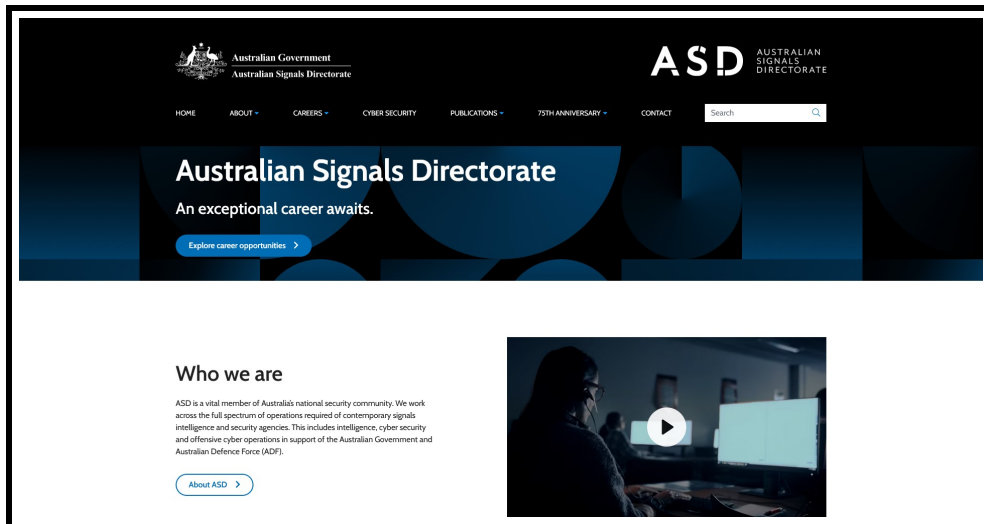 Australian Government
Australian Signals Directorate
ASD
AUSTRALIAN
SIGNALS
DIRECTORATE
HOME ABOUT CAREERS CYBER SECURITY PUBLICATIONS 75TH ANNIVERSARY CONTACT Search
Australian Signals Directorate
An exceptional career awaits.
Explore career opportunities
Who we are
ASD is a vital member of Australia's national security community. We work
across the full spectrum of operations required of contemporary signals
intelligence and security agencies. This includes intelligence, cyber security
and offensive cyber operations in support of the Australian Government and
Australian Defence Force (ADF).
About ASD